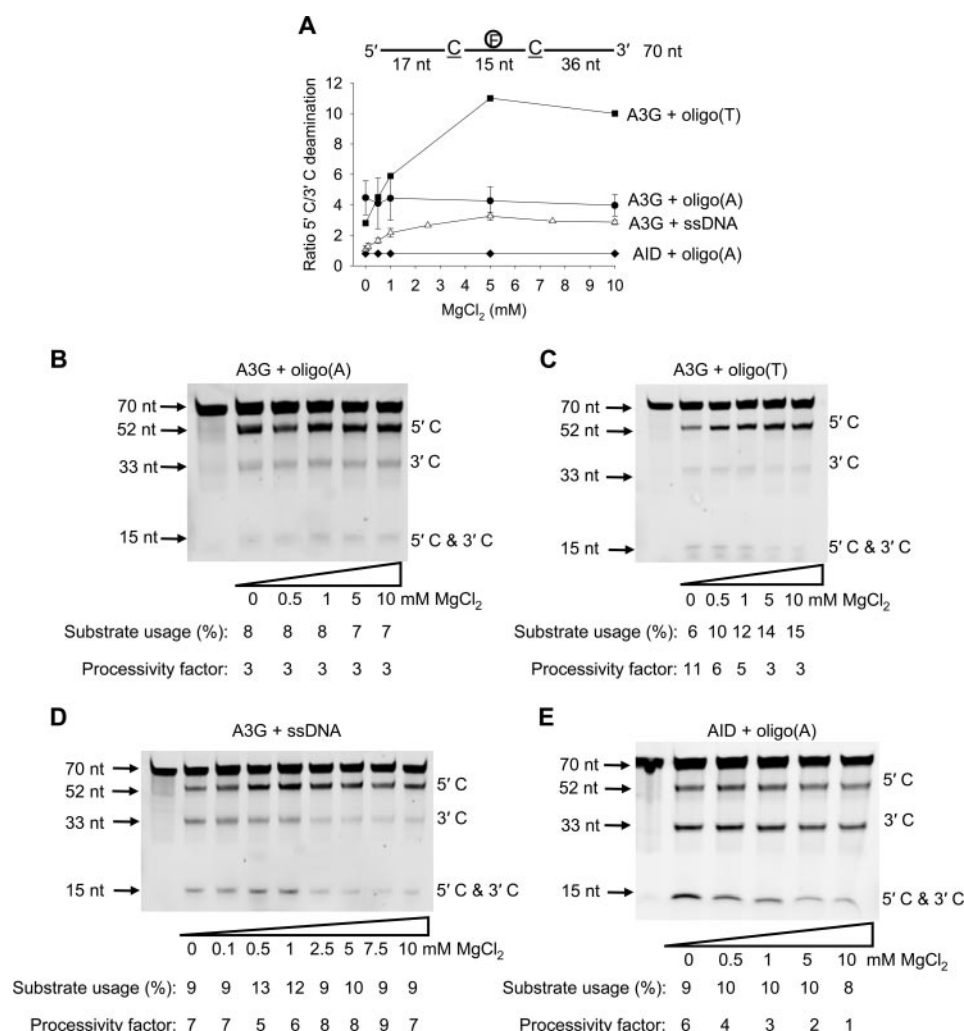 A
5′ C F C 3′ 70 nt
17 nt 15 nt 36 nt
Ratio 5′ C/3′ C deamination
12
10
8
6
4
2
0
A3G + oligo(T)
A3G + oligo(A)
A3G + ssDNA
AID + oligo(A)
0 1 2 3 4 5 6 7 8 9 10
MgCl₂ (mM)
B
A3G + oligo(A)
70 nt
52 nt
33 nt
15 nt
5′ C
3′ C
5′ C & 3′ C
0 0.5 1 5 10 mM MgCl₂
Substrate usage (%): 8 8 8 7 7
Processivity factor: 3 3 3 3 3
C
A3G + oligo(T)
70 nt
52 nt
33 nt
15 nt
5′ C
3′ C
5′ C & 3′ C
0 0.5 1 5 10 mM MgCl₂
Substrate usage (%): 6 10 12 14 15
Processivity factor: 11 6 5 3 3
D
A3G + ssDNA
70 nt
52 nt
33 nt
15 nt
5′ C
3′ C
5′ C & 3′ C
0 0.1 0.5 1 2.5 5 7.5 10 mM MgCl₂
Substrate usage (%): 9 9 13 12 9 10 9 9
Processivity factor: 7 7 5 6 8 8 9 7
E
AID + oligo(A)
70 nt
52 nt
33 nt
15 nt
5′ C
3′ C
5′ C & 3′ C
0 0.5 1 5 10 mM MgCl₂
Substrate usage (%): 9 10 10 10 8
Processivity factor: 6 4 3 2 1